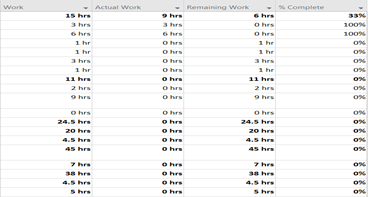 Work Actual Work Remaining Work % Complete
15 hrs 9 hrs 6 hrs 33%
3 hrs 3 hrs 0 hrs 100%
6 hrs 6 hrs 0 hrs 100%
1 hr 0 hrs 1 hr 0%
1 hr 0 hrs 1 hr 0%
3 hrs 0 hrs 3 hrs 0%
1 hr 0 hrs 1 hr 0%
11 hrs 0 hrs 11 hrs 0%
2 hrs 0 hrs 2 hrs 0%
9 hrs 0 hrs 9 hrs 0%
0 hrs 0 hrs 0 hrs 0%
24.5 hrs 0 hrs 24.5 hrs 0%
20 hrs 0 hrs 20 hrs 0%
4.5 hrs 0 hrs 4.5 hrs 0%
45 hrs 0 hrs 45 hrs 0%
7 hrs 0 hrs 7 hrs 0%
38 hrs 0 hrs 38 hrs 0%
4.5 hrs 0 hrs 4.5 hrs 0%
5 hrs 0 hrs 5 hrs 0%